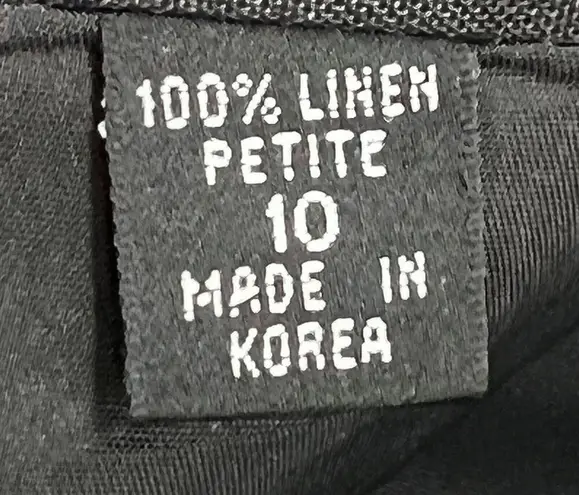 100% LINEN
PETITE
10
MADE IN
KOREA